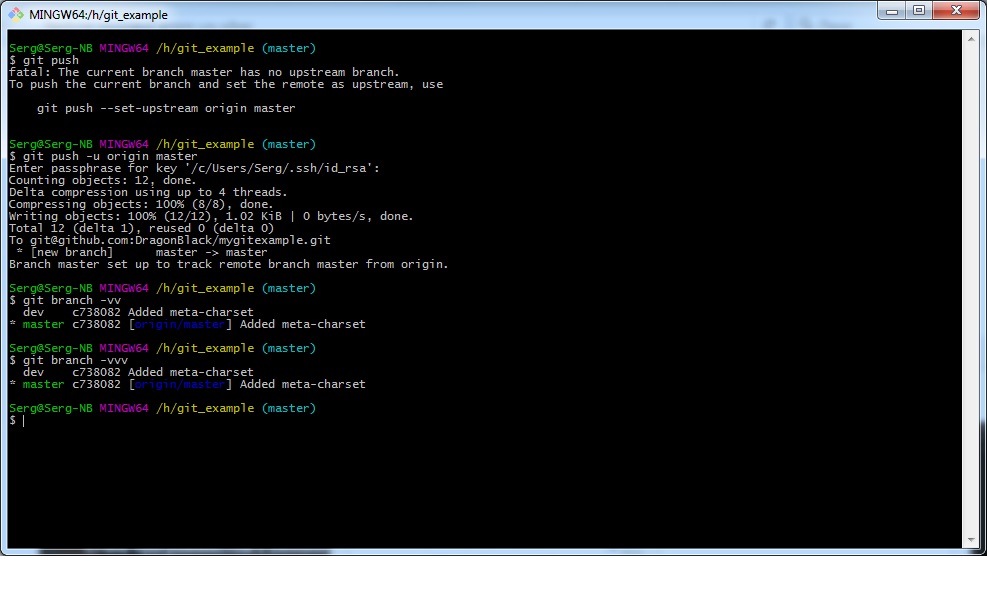 MINGW64:/h/git_example
Serg@Serg-NB MINGW64 /h/git_example (master)
$ git push
fatal: The current branch master has no upstream branch.
To push the current branch and set the remote as upstream, use
    git push --set-upstream origin master
Serg@Serg-NB MINGW64 /h/git_example (master)
$ git push -u origin master
Enter passphrase for key '/c/Users/Serg/.ssh/id_rsa':
Counting objects: 12, done.
Delta compression using up to 4 threads.
Compressing objects: 100% (8/8), done.
Writing objects: 100% (12/12), 1.02 KiB | 0 bytes/s, done.
Total 12 (delta 1), reused 0 (delta 0)
To git@github.com:DragonBlack/mygitexample.git
 * [new branch]      master -> master
Branch master set up to track remote branch master from origin.
Serg@Serg-NB MINGW64 /h/git_example (master)
$ git branch -vv
  dev    c738082 Added meta-charset
* master c738082 [origin/master] Added meta-charset
Serg@Serg-NB MINGW64 /h/git_example (master)
$ git branch -vvv
  dev    c738082 Added meta-charset
* master c738082 [origin/master] Added meta-charset
Serg@Serg-NB MINGW64 /h/git_example (master)
$